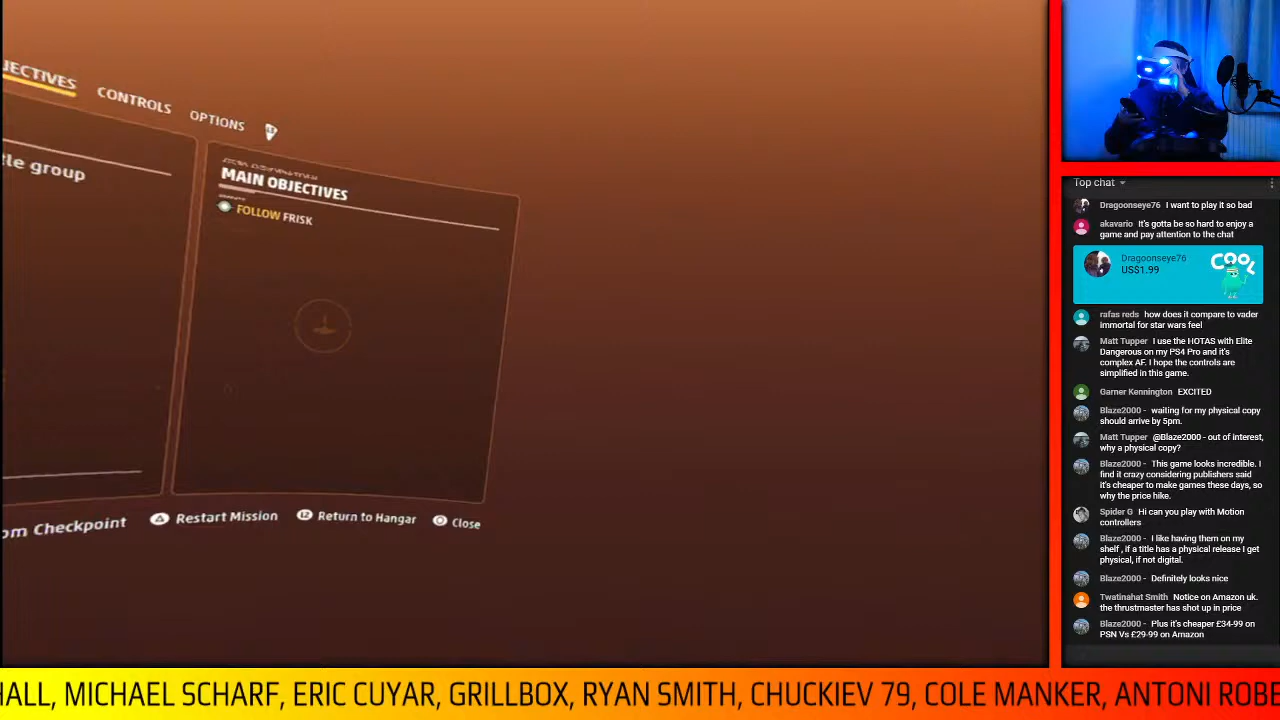 JECTIVES
CONTROLS
OPTIONS
tle group
MAIN OBJECTIVES
FOLLOW FRISK
om Checkpoint
Restart Mission
L2 Return to Hangar
Close
Top chat
Dragoonseye76 I want to play it so bad
akavario It's gotta be so hard to enjoy a
game and pay attention to the chat
Dragoonseye76
US$1.99
COOL
rafas reds how does it compare to vader
immortal for star wars feel
Matt Tupper I use the HOTAS with Elite
Dangerous on my PS4 Pro and it's
complex AF. I hope the controls are
simplified in this game.
Garner Kennington EXCITED
Blaze2000 - waiting for my physical copy
should arrive by 5pm.
Matt Tupper @Blaze2000 - out of interest,
why a physical copy?
Blaze2000 - This game looks incredible. I
find it crazy considering publishers said
it's cheaper to make games these days, so
why the price hike.
Spider G Hi can you play with Motion
controllers
Blaze2000 - I like having them on my
shelf , if a title has a physical release I get
physical, if not digital.
Blaze2000 - Definitely looks nice
Twatinahat Smith Notice on Amazon uk.
the thrustmaster has shot up in price
Blaze2000 - Plus it's cheaper £34-99 on
PSN Vs £29-99 on Amazon
HALL, MICHAEL SCHARF, ERIC CUYAR, GRILLBOX, RYAN SMITH, CHUCKIEV 79, COLE MANKER, ANTONI ROBE